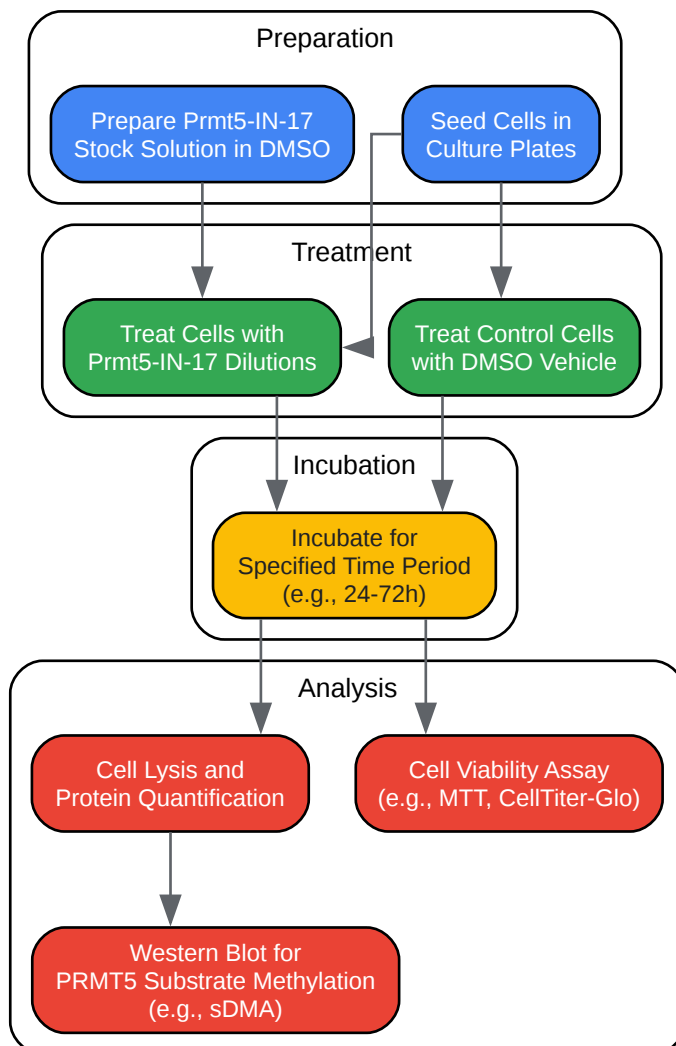 Preparation
Prepare Prmt5-IN-17
Stock Solution in DMSO
Seed Cells in
Culture Plates
Treatment
Treat Cells with
Prmt5-IN-17 Dilutions
Treat Control Cells
with DMSO Vehicle
Incubation
Incubate for
Specified Time Period
(e.g., 24-72h)
Analysis
Cell Lysis and
Protein Quantification
Cell Viability Assay
(e.g., MTT, CellTiter-Glo)
Western Blot for
PRMT5 Substrate Methylation
(e.g., sDMA)